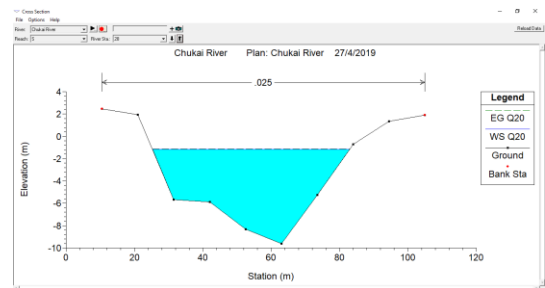 Cross Section
File Options Help
River: Chukai River
Reload Data
Reach: S River Sta.: 28
Chukai River Plan: Chukai River 27/4/2019
.025
Legend
EG Q20
WS Q20
Ground
Bank Sta
Elevation (m)
4
2
0
-2
-4
-6
-8
-10
0 20 40 60 80 100 120
Station (m)